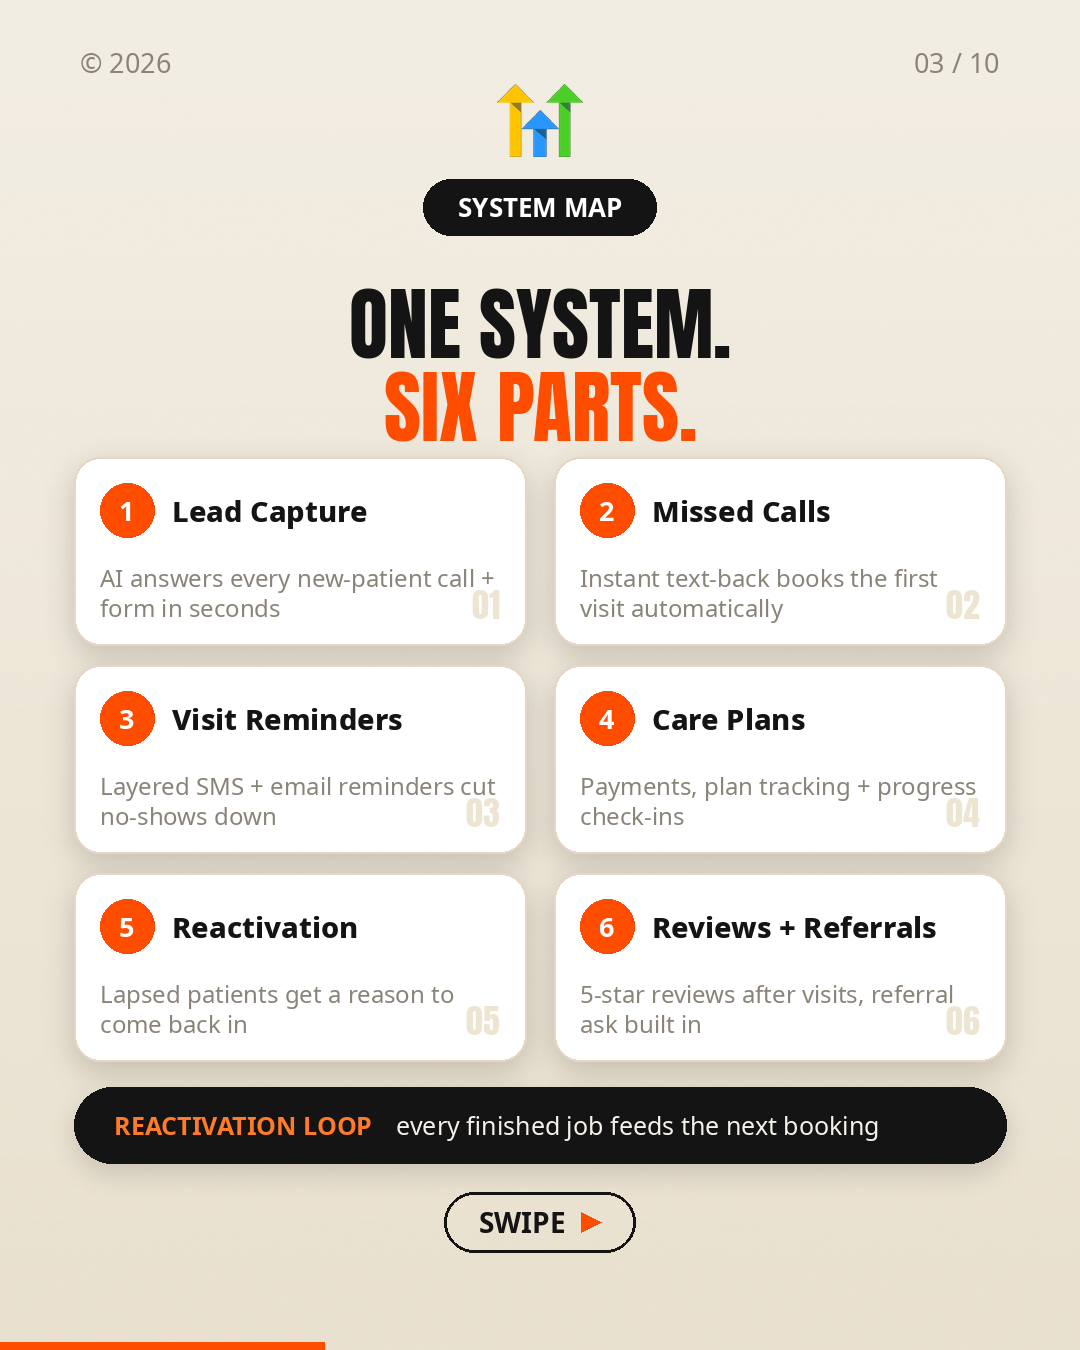 © 2026
03 / 10
SYSTEM MAP
ONE SYSTEM.
SIX PARTS.
1 Lead Capture
AI answers every new-patient call +
form in seconds
01
2 Missed Calls
Instant text-back books the first
visit automatically
02
3 Visit Reminders
Layered SMS + email reminders cut
no-shows down
03
4 Care Plans
Payments, plan tracking + progress
check-ins
04
5 Reactivation
Lapsed patients get a reason to
come back in
05
6 Reviews + Referrals
5-star reviews after visits, referral
ask built in
06
REACTIVATION LOOP every finished job feeds the next booking
SWIPE